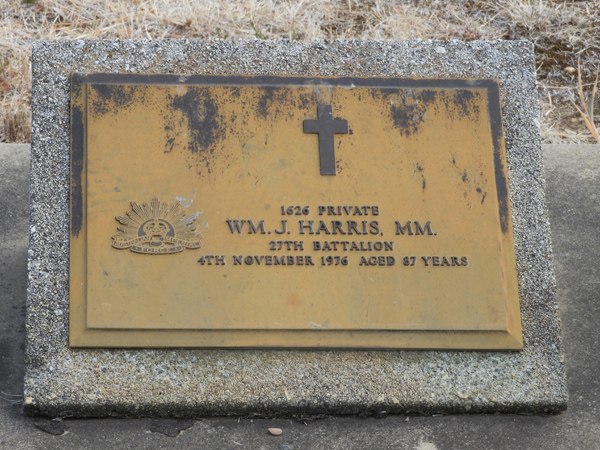 1626 PRIVATE
WM. J. HARRIS, MM.
27TH BATTALION
4TH NOVEMBER 1976 AGED 87 YEARS